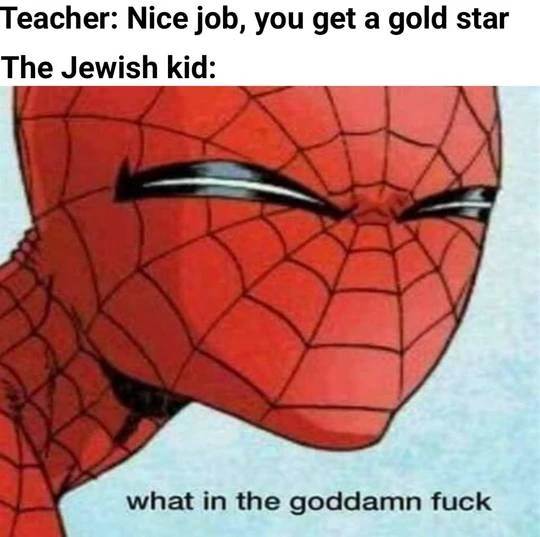 Teacher: Nice job, you get a gold star
The Jewish kid:
what in the goddamn fuck